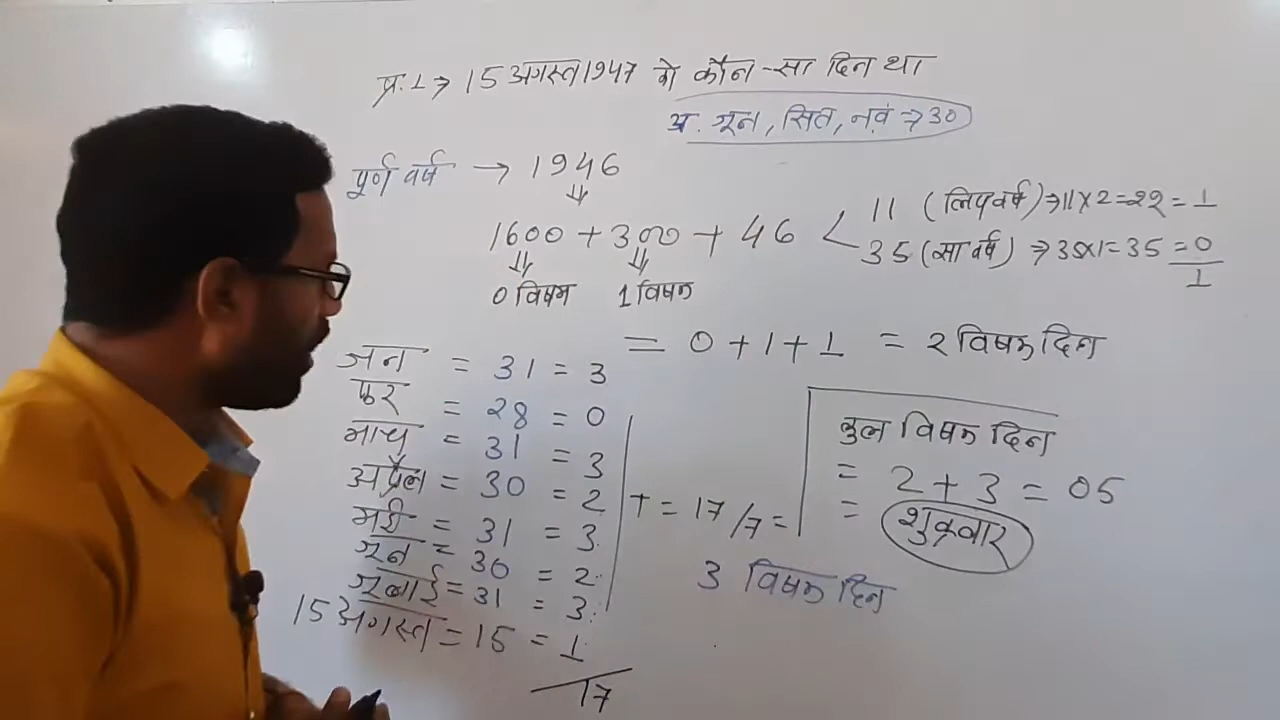 प्र.1→ 15 अगस्त 1947 को कौन-सा दिन था
अ. जून, सित, नवं ⇒ 30
पूर्ण वर्ष → 1946
⇓
1600 + 300 + 46 < 11 (लिपवर्ष) ⇒ 11×2=22=1
35 (सा वर्ष) ⇒ 35×1=35=0
1
⇓ ⇓
0 विषम 1 विषम
= 0+1+1 = 2 विषम दिन
जन = 31 = 3
फर = 28 = 0
मार्च = 31 = 3
अप्रैल = 30 = 2
मई = 31 = 3
जून = 30 = 2
जुलाई = 31 = 3
15 अगस्त = 15 = 1
17
T = 17/7 =
3 विषम दिन
कुल विषम दिन
= 2+3 = 05
= शुक्रवार